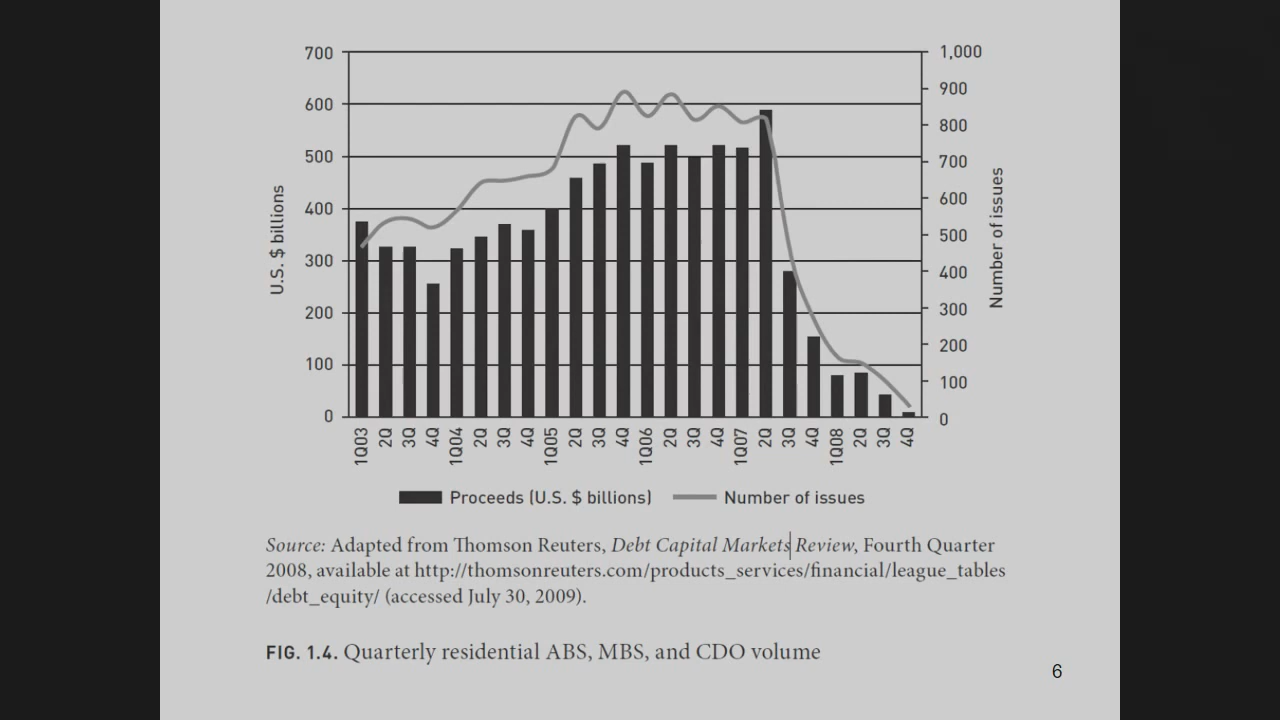 700
600
500
400
300
200
100
0
U.S. $ billions
1,000
900
800
700
600
500
400
300
200
100
0
Number of issues
1Q03
2Q
3Q
4Q
1Q04
2Q
3Q
4Q
1Q05
2Q
3Q
4Q
1Q06
2Q
3Q
4Q
1Q07
2Q
3Q
4Q
1Q08
2Q
3Q
4Q
Proceeds (U.S. $ billions) Number of issues
Source: Adapted from Thomson Reuters, Debt Capital Markets Review, Fourth Quarter
2008, available at http://thomsonreuters.com/products_services/financial/league_tables
/debt_equity/ (accessed July 30, 2009).
FIG. 1.4. Quarterly residential ABS, MBS, and CDO volume
6